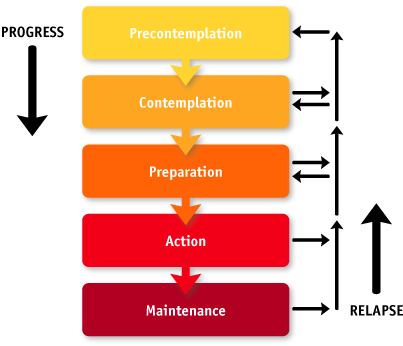 Precontemplation
PROGRESS
Contemplation
Preparation
Action
Maintenance
RELAPSE